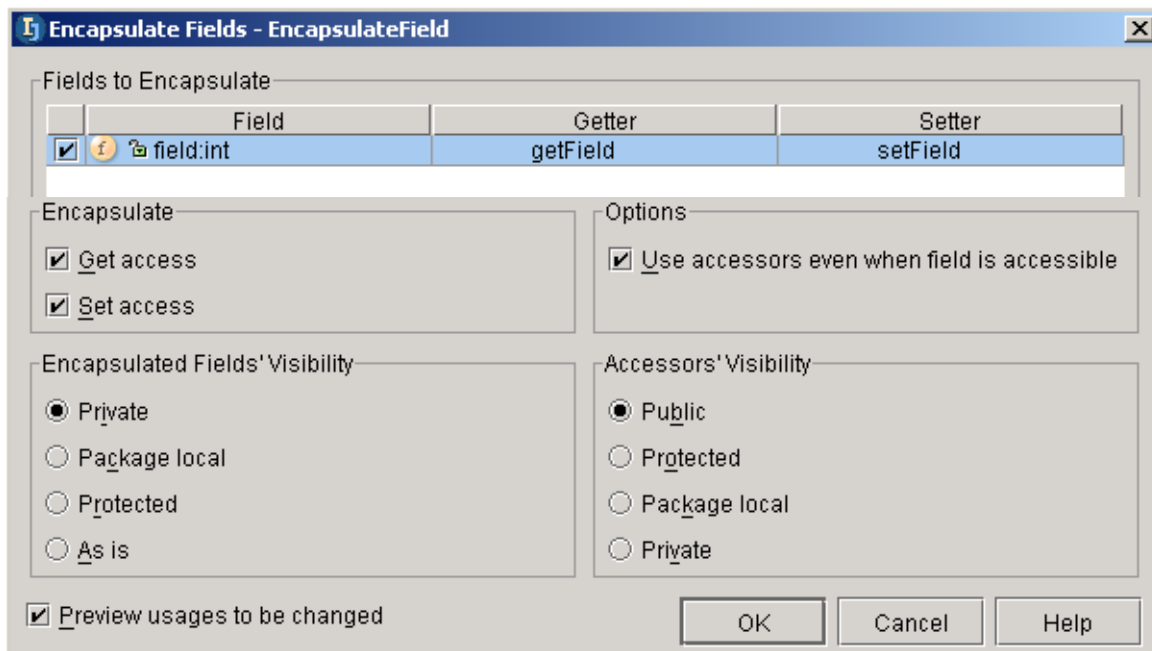 Encapsulate Fields - EncapsulateField
Fields to Encapsulate
Field Getter Setter
f field:int getField setField
Encapsulate
Get access
Set access
Options
Use accessors even when field is accessible
Encapsulated Fields' Visibility
Private
Package local
Protected
As is
Accessors' Visibility
Public
Protected
Package local
Private
Preview usages to be changed
OK Cancel Help